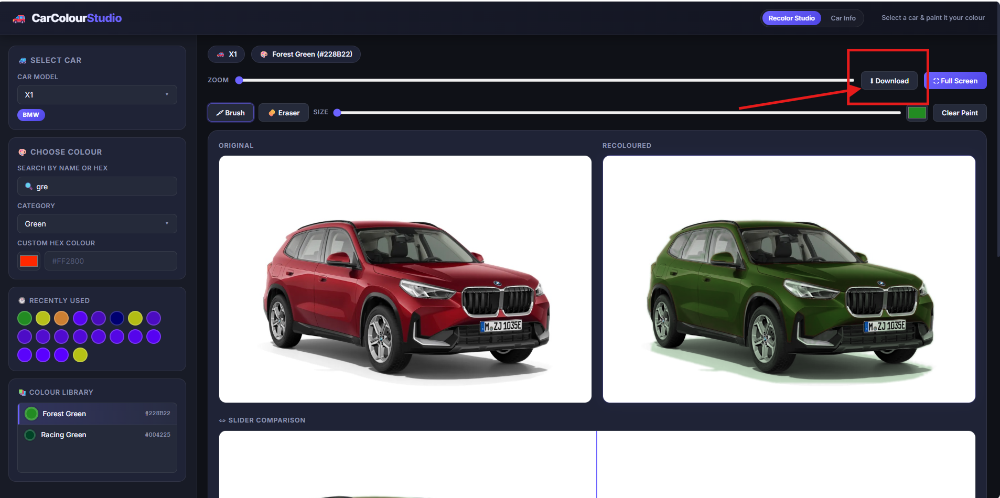 CarColourStudio
Recolor Studio
Car Info
Select a car & paint it your colour
SELECT CAR
CAR MODEL
X1
BMW
CHOOSE COLOUR
SEARCH BY NAME OR HEX
gre
CATEGORY
Green
CUSTOM HEX COLOUR
#FF2800
RECENTLY USED
COLOUR LIBRARY
Forest Green #228B22
Racing Green #004225
X1
Forest Green (#228B22)
ZOOM
Download
Full Screen
Brush
Eraser
SIZE
Clear Paint
ORIGINAL
M ZJ 1035E
RECOLOURED
M ZJ 1035E
SLIDER COMPARISON